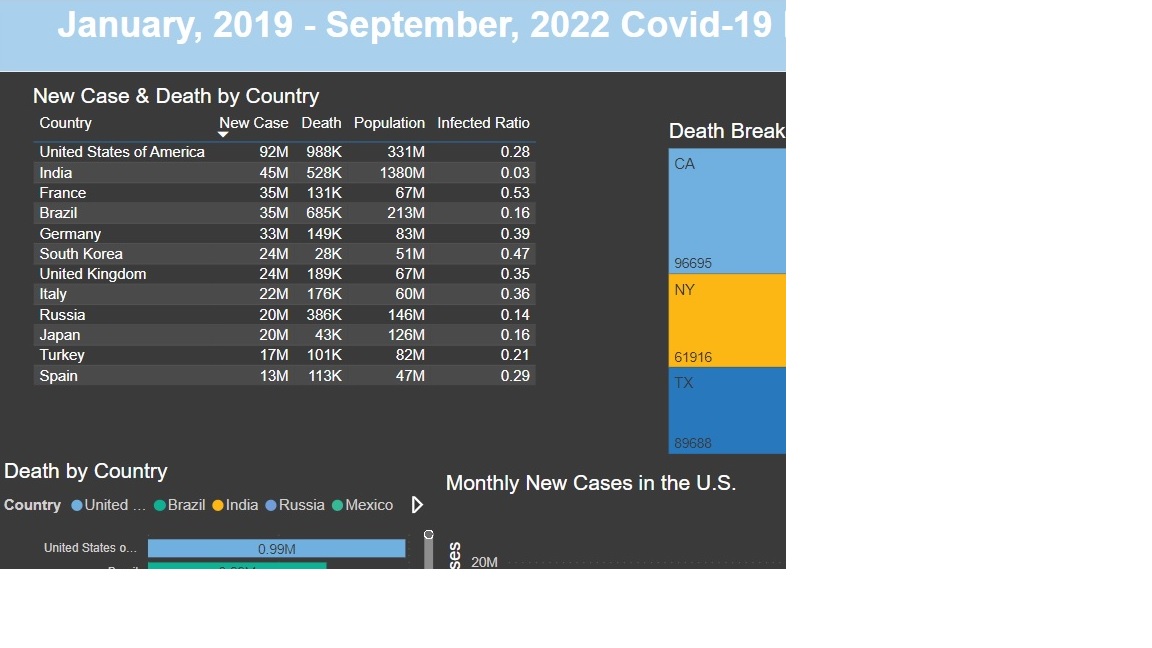 January, 2019 - September, 2022 Covid-19
New Case & Death by Country
Country New Case Death Population Infected Ratio
United States of America 92M 988K 331M 0.28
India 45M 528K 1380M 0.03
France 35M 131K 67M 0.53
Brazil 35M 685K 213M 0.16
Germany 33M 149K 83M 0.39
South Korea 24M 28K 51M 0.47
United Kingdom 24M 189K 67M 0.35
Italy 22M 176K 60M 0.36
Russia 20M 386K 146M 0.14
Japan 20M 43K 126M 0.16
Turkey 17M 101K 82M 0.21
Spain 13M 113K 47M 0.29
Death Break
CA
96695
NY
61916
TX
89688
Death by Country
Country United ... Brazil India Russia Mexico
United States o... 0.99M
Monthly New Cases in the U.S.
20M